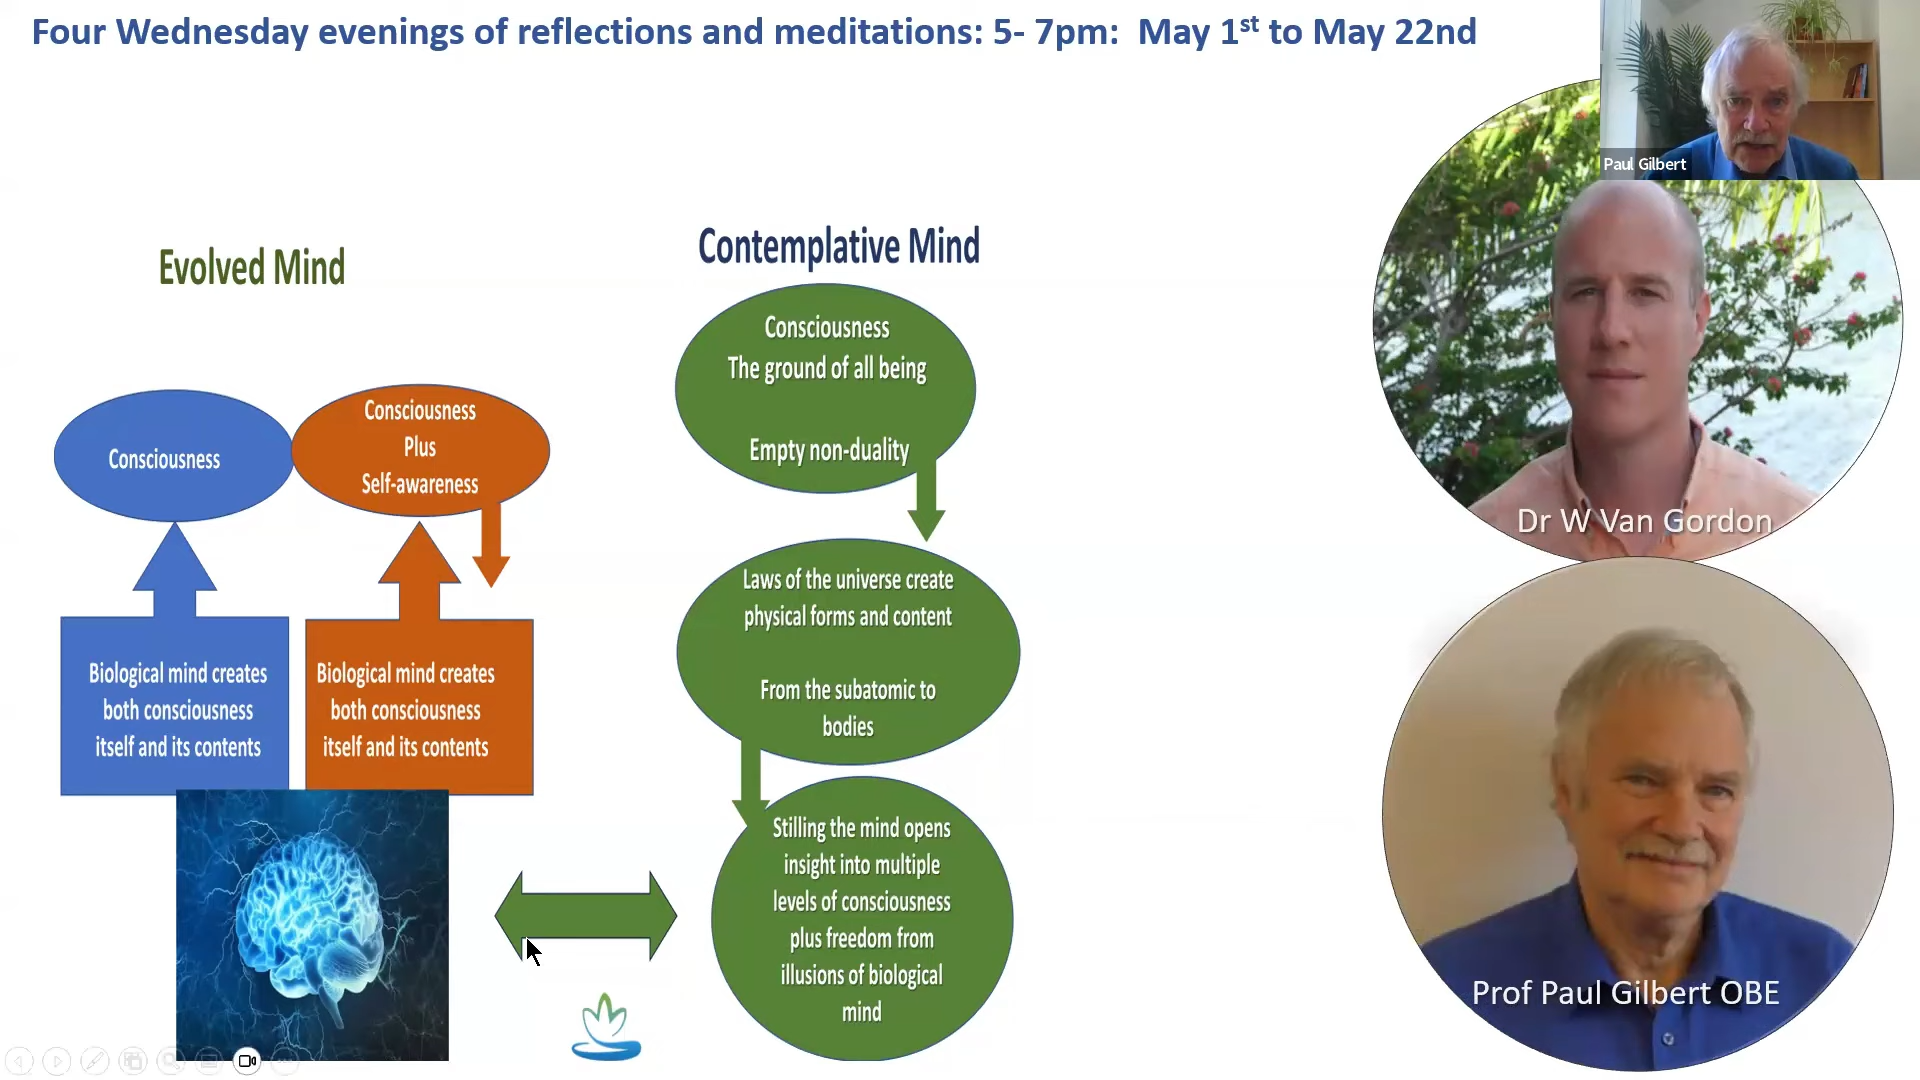 Four Wednesday evenings of reflections and meditations: 5- 7pm:  May 1st to May 22nd
Paul Gilbert
Evolved Mind
Contemplative Mind
Consciousness
Consciousness
Plus
Self-awareness
Biological mind creates
both consciousness
itself and its contents
Biological mind creates
both consciousness
itself and its contents
Consciousness
The ground of all being
Empty non-duality
Laws of the universe create
physical forms and content
From the subatomic to
bodies
Stilling the mind opens
insight into multiple
levels of consciousness
plus freedom from
illusions of biological
mind
Dr W Van Gordon
Prof Paul Gilbert OBE